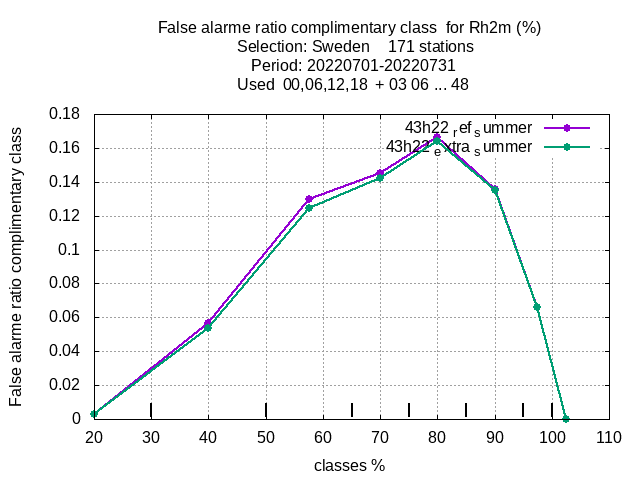 False alarme ratio complimentary class  for Rh2m (%)
Selection: Sweden    171 stations
Period: 20220701-20220731
Used  00,06,12,18  + 03 06 ... 48
False alarme ratio complimentary class
0.18
0.16
0.14
0.12
0.1
0.08
0.06
0.04
0.02
0
43h22 refsummer
43h22extrasummer
20 30 40 50 60 70 80 90 100 110
classes %